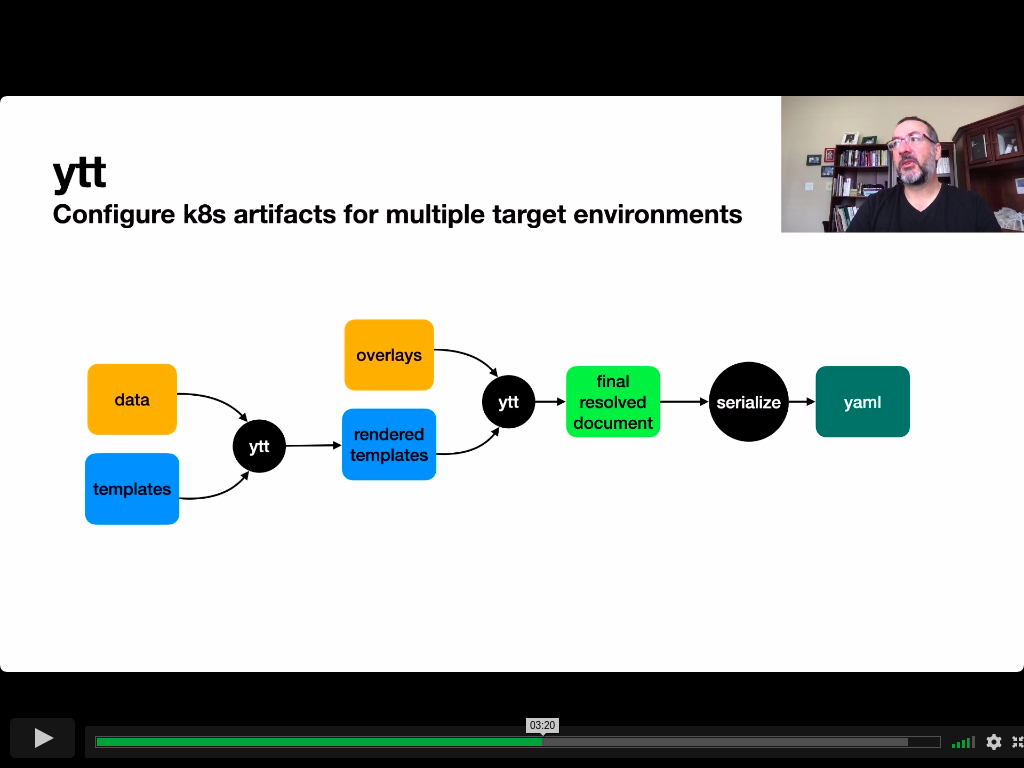 ytt
Configure k8s artifacts for multiple target environments
overlays
data
ytt
final
resolved
document
serialize
yaml
rendered
templates
ytt
templates
03:20